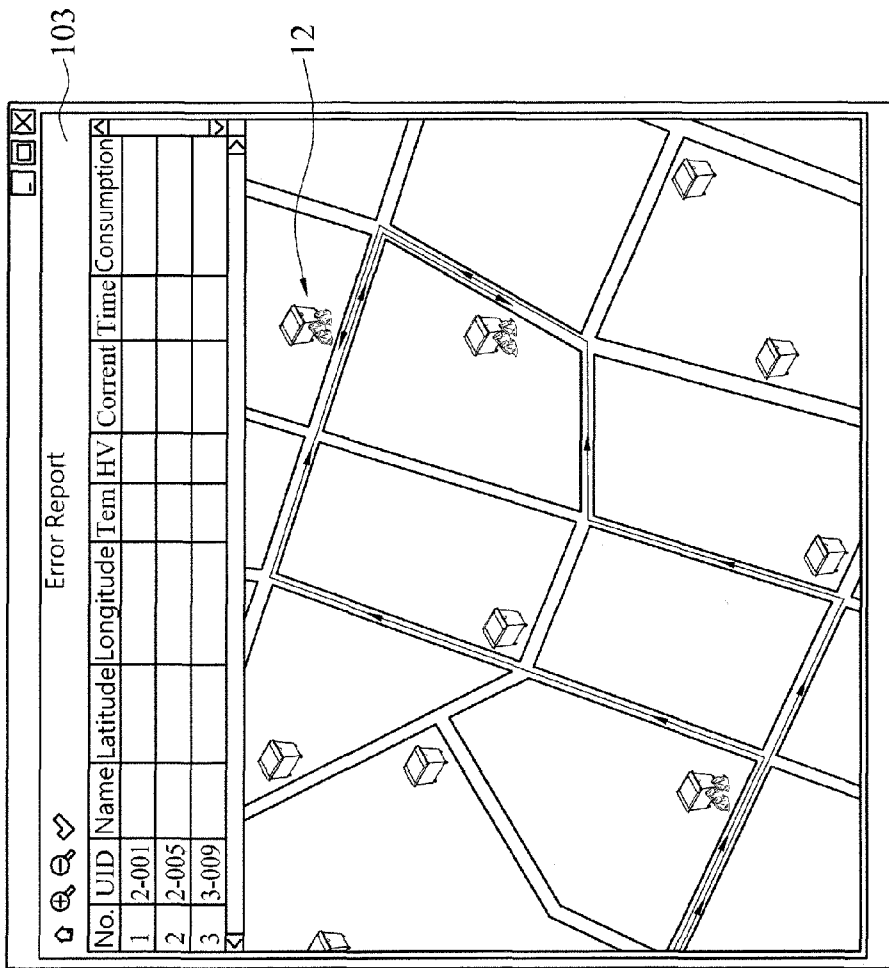 103
12
Error Report
No. UID Name Latitude Longitude Tem HV Corrent Time Consumption
1 2-001
2 2-005
3 3-009